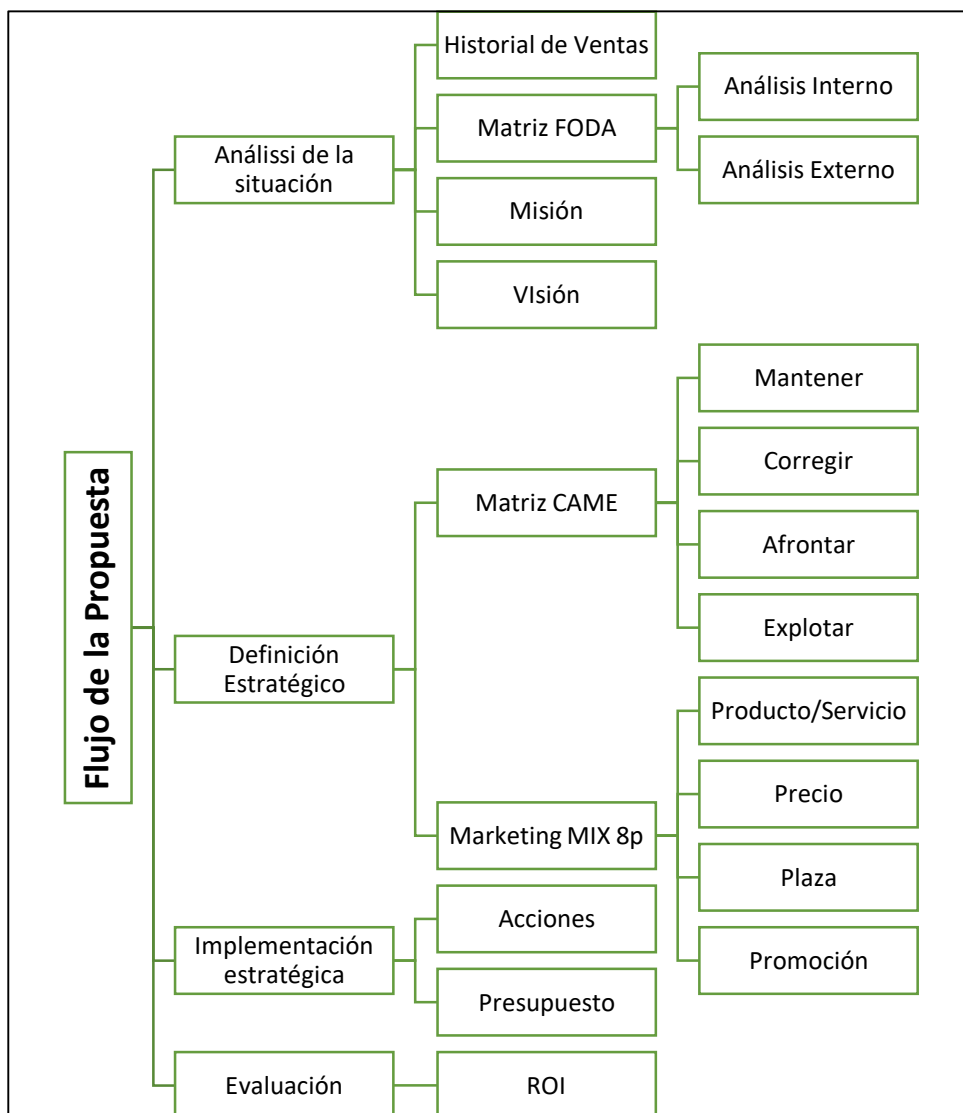 Flujo de la Propuesta
Análissi de la
situación
Historial de Ventas
Matriz FODA
Análisis Interno
Análisis Externo
Misión
VIsión
Definición
Estratégico
Matriz CAME
Mantener
Corregir
Afrontar
Explotar
Marketing MIX 8p
Producto/Servicio
Precio
Plaza
Promoción
Implementación
estratégica
Acciones
Presupuesto
Evaluación
ROI